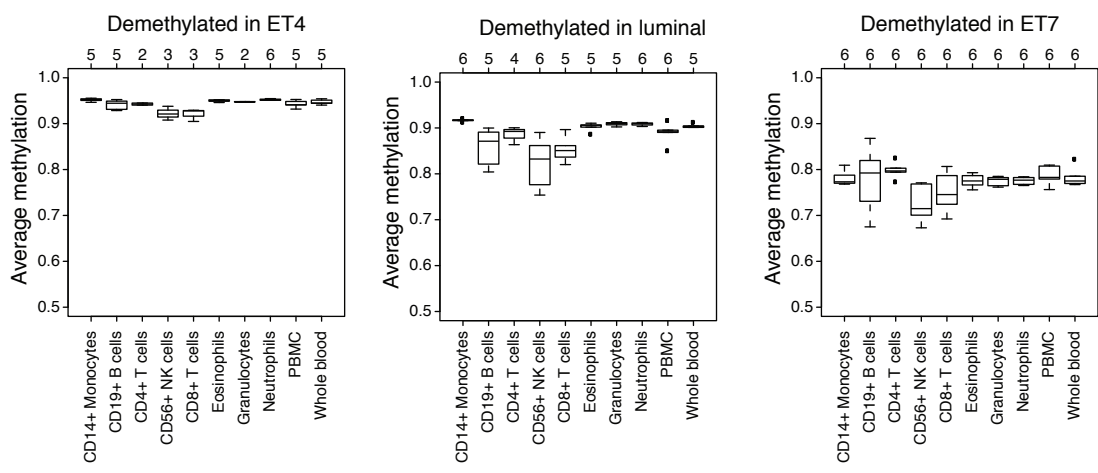 Demethylated in ET4
5 5 2 3 3 5 2 6 5 5
Average methylation
1.0
0.9
0.8
0.7
0.6
0.5
CD14+ Monocytes
CD19+ B cells
CD4+ T cells
CD56+ NK cells
CD8+ T cells
Eosinophils
Granulocytes
Neutrophils
PBMC
Whole blood
Demethylated in luminal
6 5 4 6 5 5 6 6 6 5
Average methylation
1.0
0.9
0.8
0.7
0.6
0.5
CD14+ Monocytes
CD19+ B cells
CD4+ T cells
CD56+ NK cells
CD8+ T cells
Eosinophils
Granulocytes
Neutrophils
PBMC
Whole blood
Demethylated in ET7
6 6 6 6 6 6 6 6 6 6
Average methylation
1.0
0.9
0.8
0.7
0.6
0.5
CD14+ Monocytes
CD19+ B cells
CD4+ T cells
CD56+ NK cells
CD8+ T cells
Eosinophils
Granulocytes
Neutrophils
PBMC
Whole blood